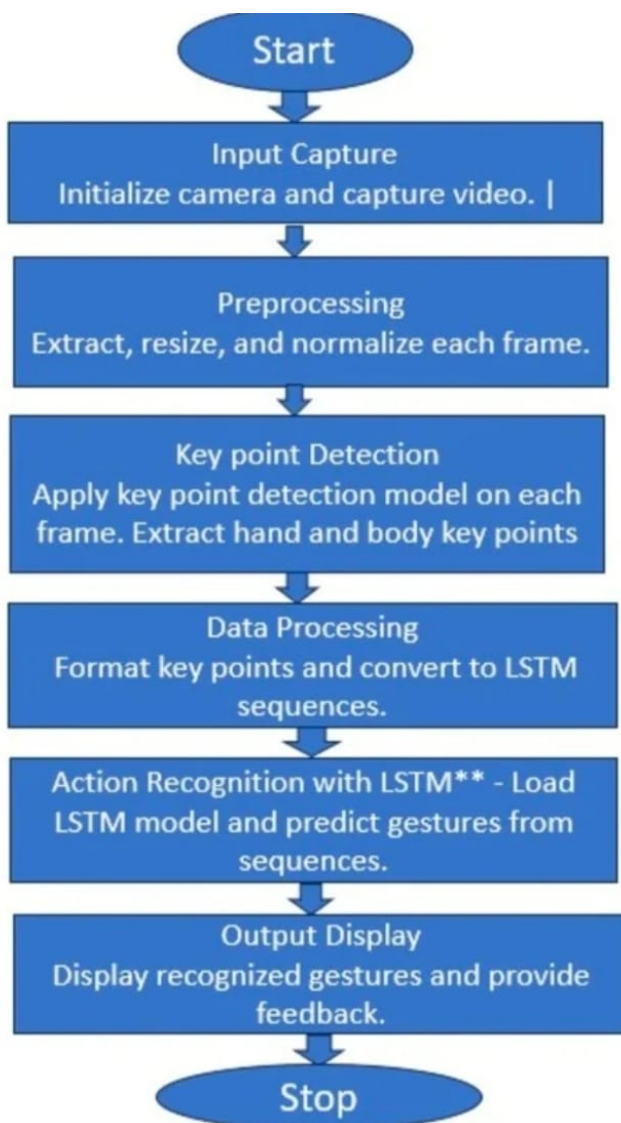 Start
Input Capture
Initialize camera and capture video. |
Preprocessing
Extract, resize, and normalize each frame.
Key point Detection
Apply key point detection model on each
frame. Extract hand and body key points
Data Processing
Format key points and convert to LSTM
sequences.
Action Recognition with LSTM** - Load
LSTM model and predict gestures from
sequences.
Output Display
Display recognized gestures and provide
feedback.
Stop